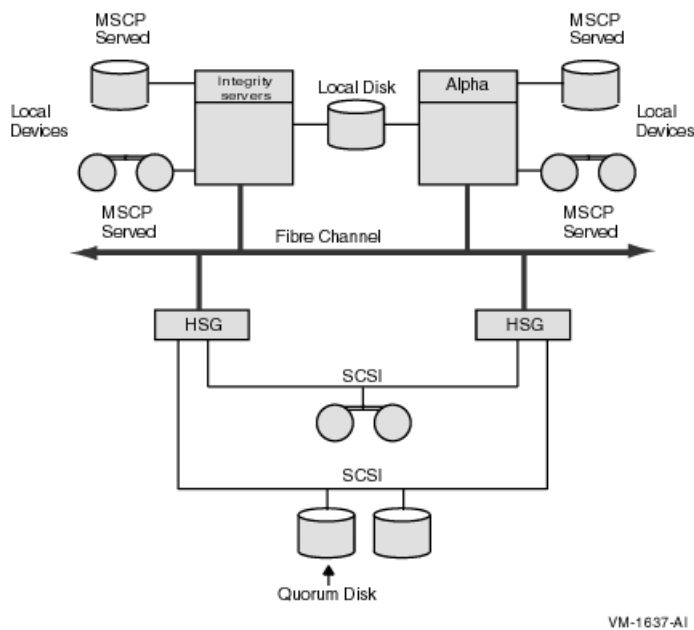 MSCP
Served
MSCP
Served
Integrity
servers
Local Disk
Alpha
Local
Devices
Local
Devices
MSCP
Served
MSCP
Served
Fibre Channel
HSG
HSG
SCSI
SCSI
Quorum Disk
VM-1637-AI